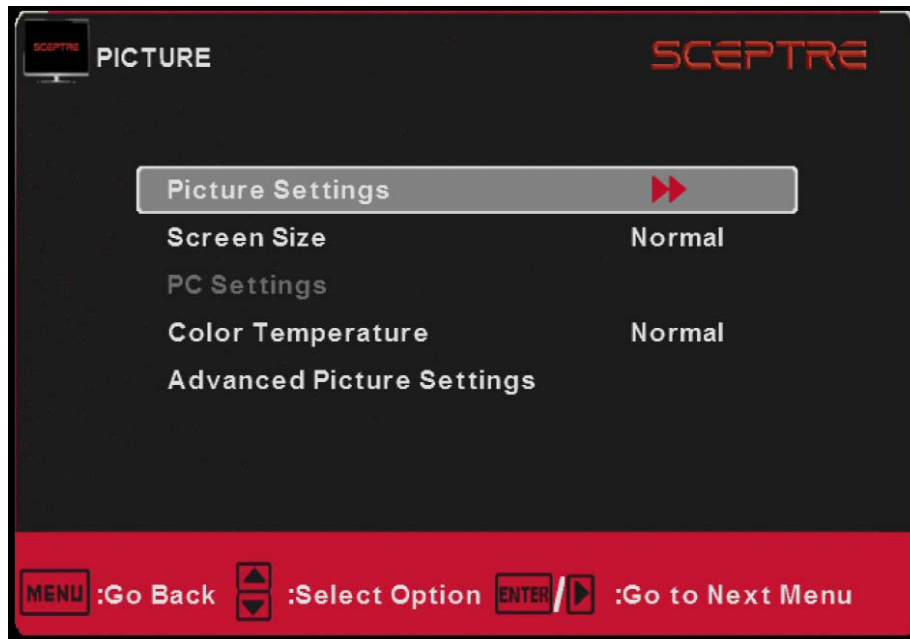 SCEPTRE
PICTURE
SCEPTRE
Picture Settings
Screen Size Normal
PC Settings
Color Temperature Normal
Advanced Picture Settings
MENU :Go Back :Select Option ENTER/ :Go to Next Menu